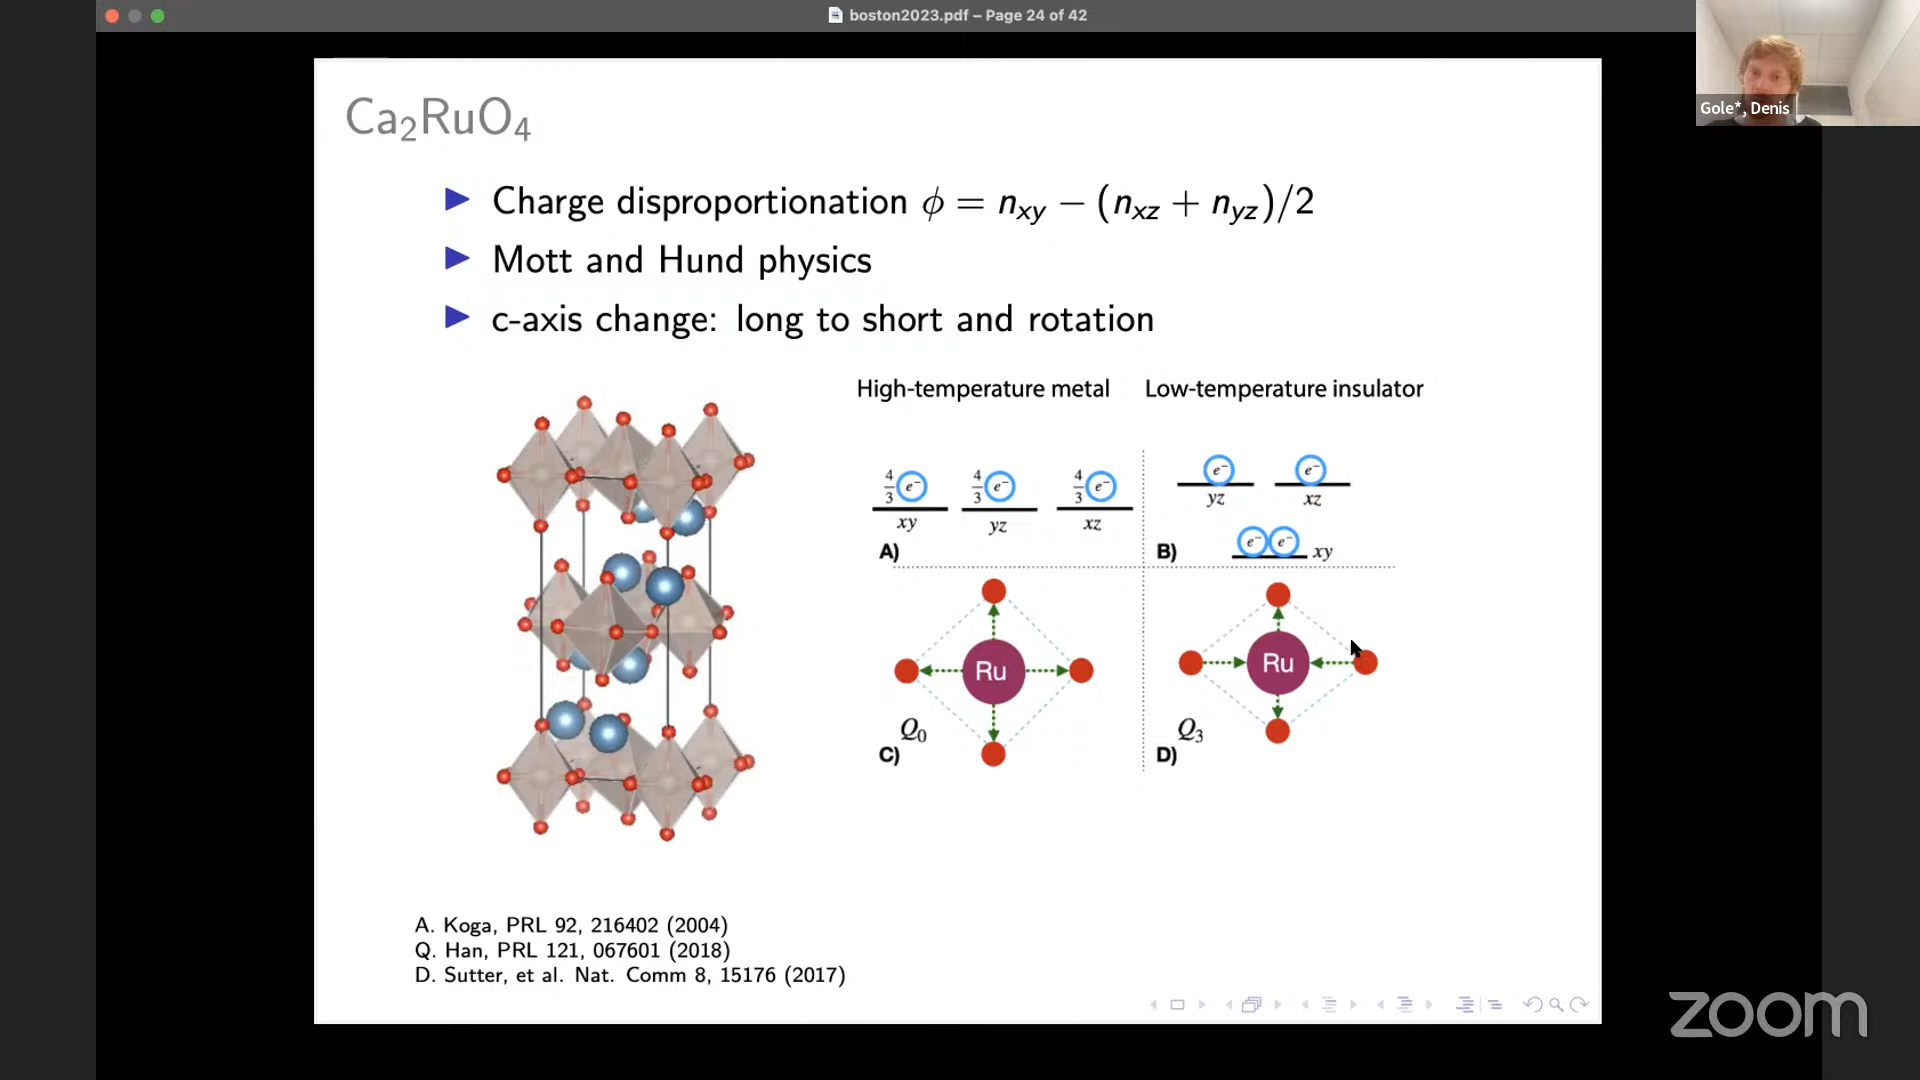 boston2023.pdf – Page 24 of 42
Gole*, Denis
Ca₂RuO₄
Charge disproportionation ϕ = nₓᵧ − (n_xz + n_yz)/2
Mott and Hund physics
c-axis change: long to short and rotation
High-temperature metal
Low-temperature insulator
4/3 e⁻ 4/3 e⁻ 4/3 e⁻
xy yz xz
A)
e⁻ e⁻
yz xz
e⁻ e⁻ xy
B)
Ru
Q₀
C)
Ru
Q₃
D)
A. Koga, PRL 92, 216402 (2004)
Q. Han, PRL 121, 067601 (2018)
D. Sutter, et al. Nat. Comm 8, 15176 (2017)
zoom